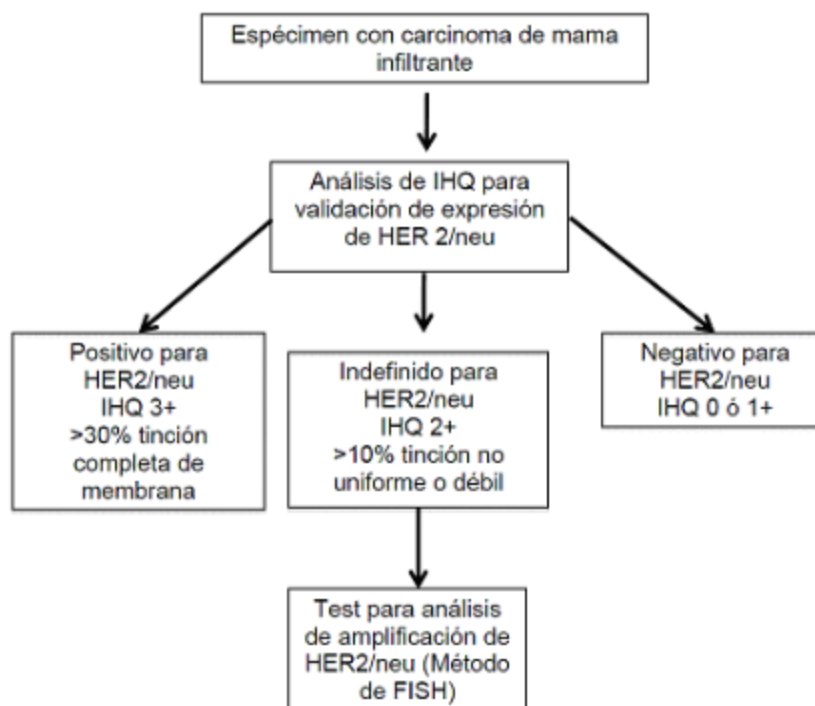 Espécimen con carcinoma de mama
infiltrante
Análisis de IHQ para
validación de expresión
de HER 2/neu
Positivo para
HER2/neu
IHQ 3+
>30% tinción
completa de
membrana
Indefinido para
HER2/neu
IHQ 2+
>10% tinción no
uniforme o débil
Negativo para
HER2/neu
IHQ 0 ó 1+
Test para análisis
de amplificación de
HER2/neu (Método
de FISH)